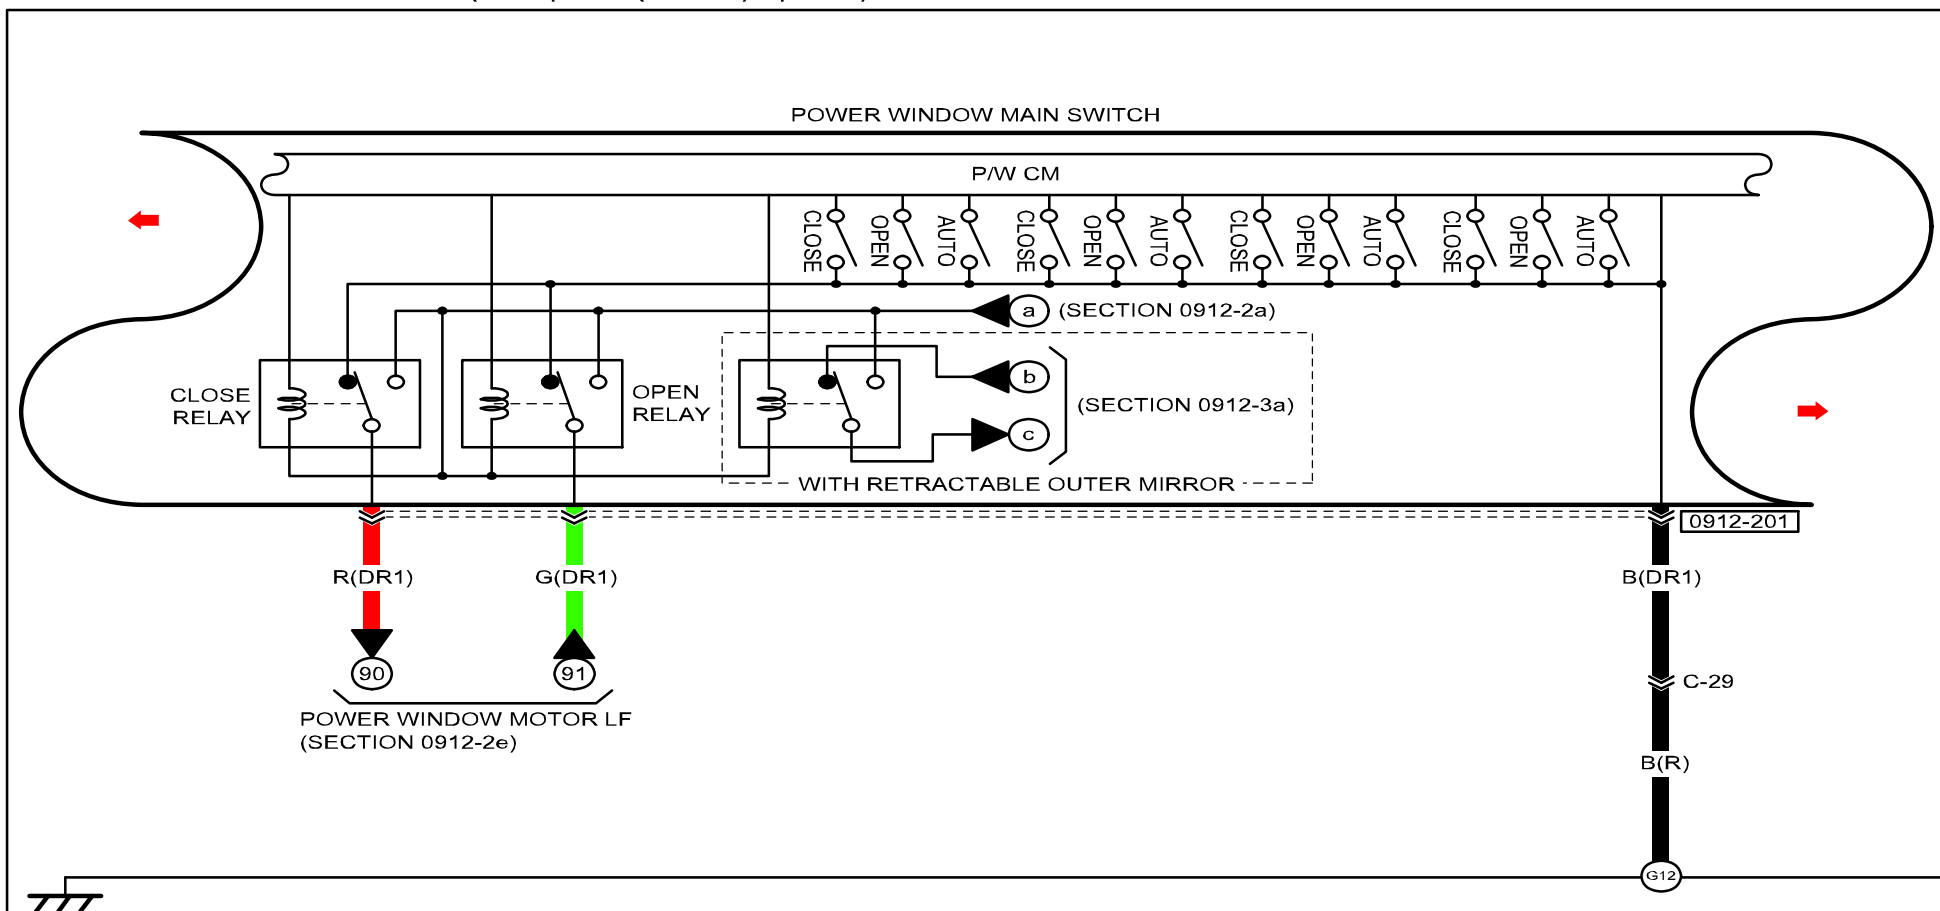 POWER WINDOW MAIN SWITCH
P/W CM
CLOSE OPEN AUTO CLOSE OPEN AUTO CLOSE OPEN AUTO CLOSE OPEN AUTO
a (SECTION 0912-2a)
CLOSE
RELAY
OPEN
RELAY
b
(SECTION 0912-3a)
c
WITH RETRACTABLE OUTER MIRROR
0912-201
R(DR1)
G(DR1)
B(DR1)
90
91
C-29
POWER WINDOW MOTOR LF
(SECTION 0912-2e)
B(R)
G12